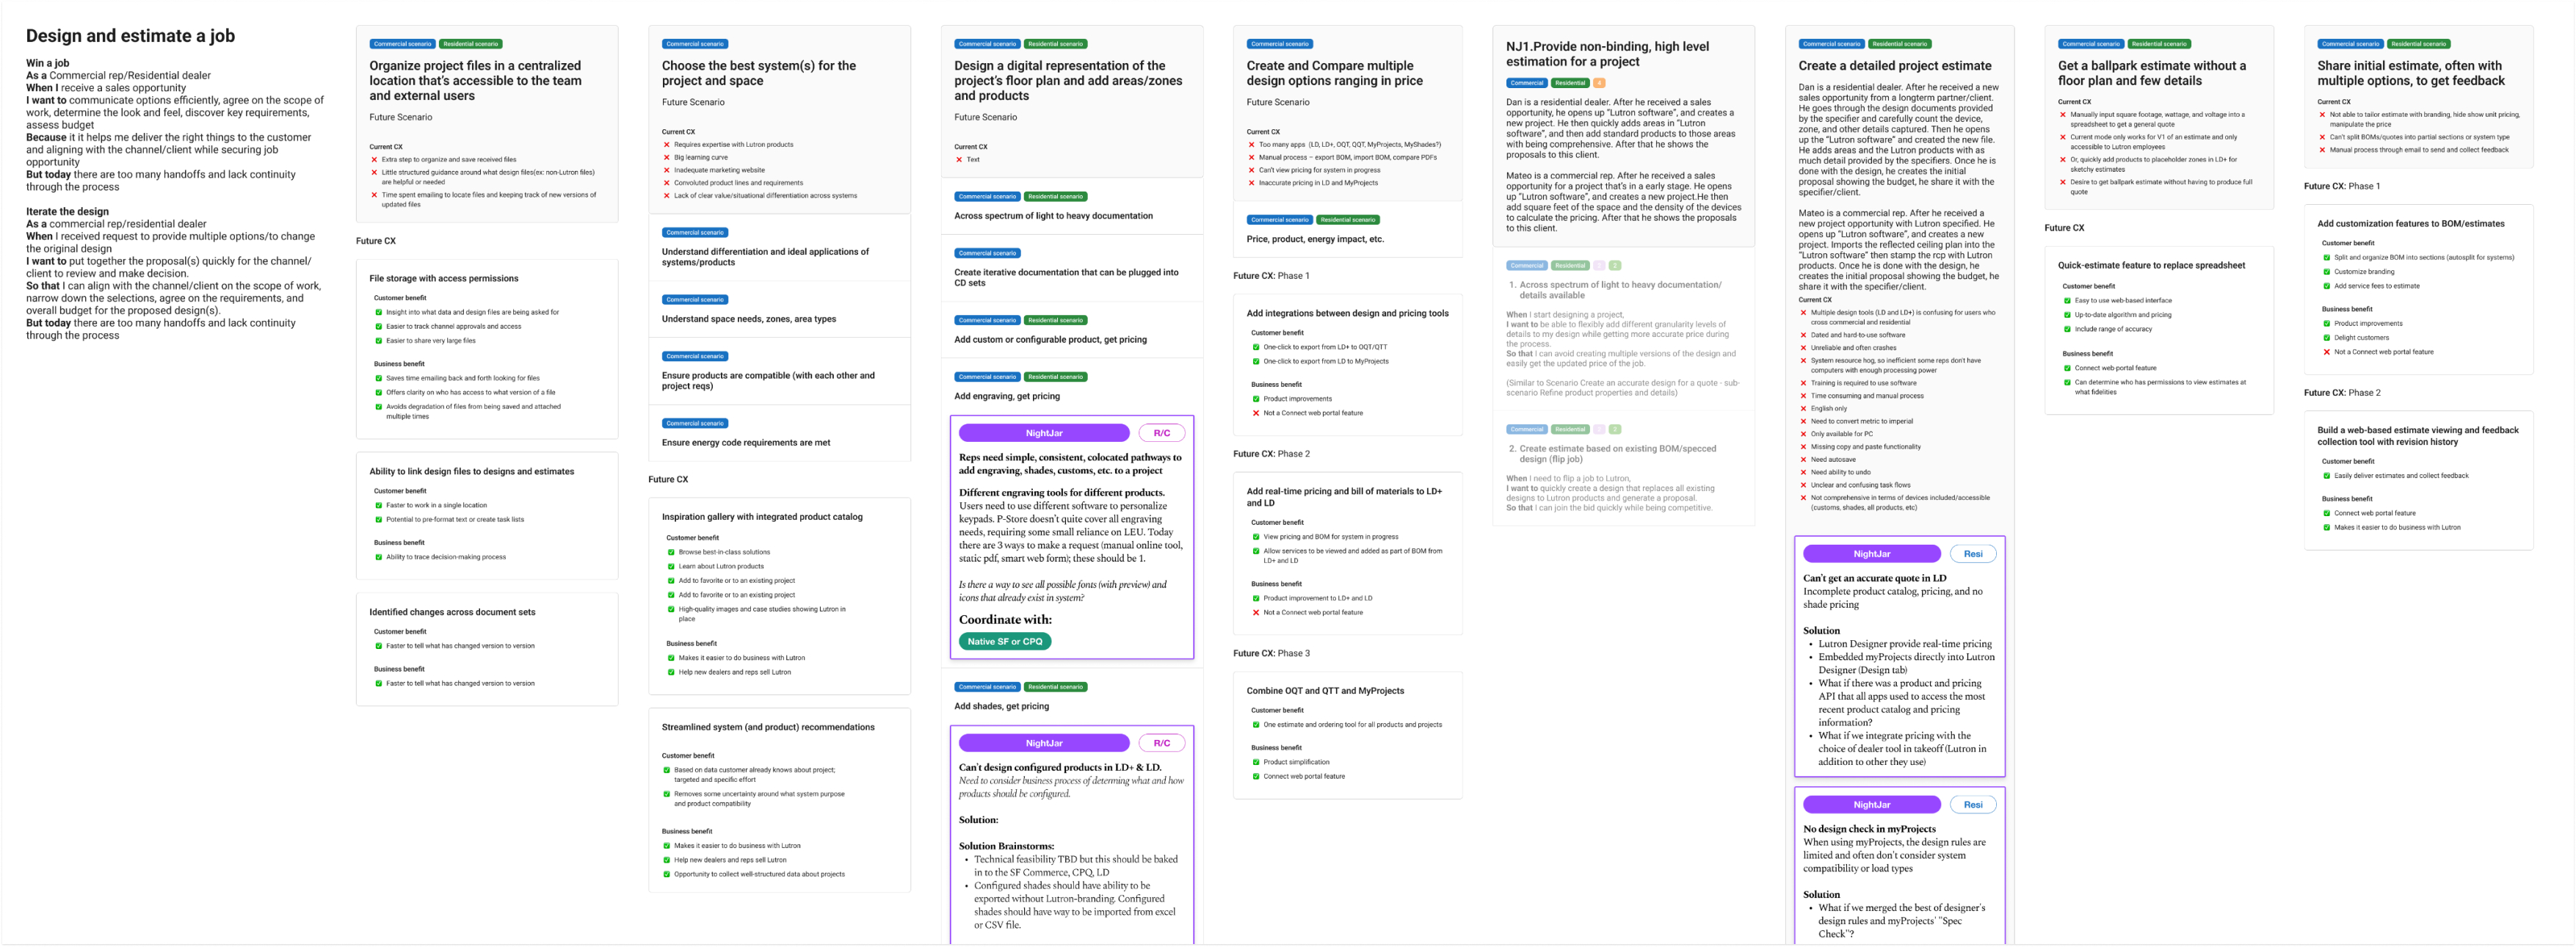 Design and estimate a job
Win a job
As a Commercial rep/Residential dealer
When I receive a sales opportunity
I want to communicate options efficiently, agree on the scope of
work, determine the look and feel, discover key requirements,
assess budget
Because it it helps me deliver the right things to the customer
and aligning with the channel/client while securing job
opportunity
But today there are too many handoffs and lack continuity
through the process
Iterate the design
As a commercial rep/residential dealer
When I received request to provide multiple options/to change
the original design
I want to put together the proposal(s) quickly for the channel/
client to review and make decision.
So that I can align with the channel/client on the scope of work,
narrow down the selections, agree on the requirements, and
overall budget for the proposed design(s).
But today there are too many handoffs and lack continuity
through the process
Commercial scenario Residential scenario
Organize project files in a centralized
location that's accessible to the team
and external users
Future Scenario
Current CX
Extra step to organize and save received files
Little structured guidance around what design files(ex: non-Lutron files)
are helpful or needed
Time spent emailing to locate files and keeping track of new versions of
updated files
Future CX
File storage with access permissions
Customer benefit
Insight into what data and design files are being asked for
Easier to track channel approvals and access
Easier to share very large files
Business benefit
Saves time emailing back and forth looking for files
Offers clarity on who has access to what version of a file
Avoids degradation of files from being saved and attached
multiple times
Ability to link design files to designs and estimates
Customer benefit
Faster to work in a single location
Potential to pre-format text or create task lists
Business benefit
Ability to trace decision-making process
Identified changes across document sets
Customer benefit
Faster to tell what has changed version to version
Business benefit
Faster to tell what has changed version to version
Commercial scenario
Choose the best system(s) for the
project and space
Future Scenario
Current CX
Requires expertise with Lutron products
Big learning curve
Inadequate marketing website
Convoluted product lines and requirements
Lack of clear value/situational differentiation across systems
Commercial scenario
Understand differentiation and ideal applications of
systems/products
Commercial scenario
Understand space needs, zones, area types
Commercial scenario
Ensure products are compatible (with each other and
project reqs)
Commercial scenario
Ensure energy code requirements are met
Future CX
Inspiration gallery with integrated product catalog
Customer benefit
Browse best-in-class solutions
Learn about Lutron products
Add to favorite or to an existing project
Add to favorite or to an existing project
High-quality images and case studies showing Lutron in
place
Business benefit
Makes it easier to do business with Lutron
Help new dealers and reps sell Lutron
Streamlined system (and product) recommendations
Customer benefit
Based on data customer already knows about project;
targeted and specific effort
Removes some uncertainty around what system purpose
and product compatibility
Business benefit
Makes it easier to do business with Lutron
Help new dealers and reps sell Lutron
Opportunity to collect well-structured data about projects
Commercial scenario Residential scenario
Design a digital representation of the
project's floor plan and add areas/zones
and products
Future Scenario
Current CX
Text
Commercial scenario Residential scenario
Across spectrum of light to heavy documentation
Commercial scenario
Create iterative documentation that can be plugged into
CD sets
Commercial scenario Residential scenario
Add custom or configurable product, get pricing
Commercial scenario Residential scenario
Add engraving, get pricing
NightJar R/C
Reps need simple, consistent, colocated pathways to
add engraving, shades, customs, etc. to a project
Different engraving tools for different products.
Users need to use different software to personalize
keypads. P-Store doesn't quite cover all engraving
needs, requiring some small reliance on LEU. Today
there are 3 ways to make a request (manual online tool,
static pdf, smart web form); these should be 1.
Is there a way to see all possible fonts (with preview) and
icons that already exist in system?
Coordinate with:
Native SF or CPQ
Commercial scenario Residential scenario
Add shades, get pricing
NightJar R/C
Can't design configured products in LD+ & LD.
Need to consider business process of determning what and how
products should be configured.
Solution:
Solution Brainstorms:
• Technical feasibility TBD but this should be baked
in to the SF Commerce, CPQ, LD
• Configured shades should have ability to be
exported without Lutron-branding. Configured
shades should have way to be imported from excel
or CSV file.
Commercial scenario
Create and Compare multiple
design options ranging in price
Future Scenario
Current CX
Too many apps (LD, LD+, OQT, QQT, MyProjects, MyShades?)
Manual process – export BOM, import BOM, compare PDFs
Can't view pricing for system in progress
Inaccurate pricing in LD and MyProjects
Commercial scenario Residential scenario
Price, product, energy impact, etc.
Future CX: Phase 1
Add integrations between design and pricing tools
Customer benefit
One-click to export from LD+ to OQT/QTT
One-click to export from LD to MyProjects
Business benefit
Product improvements
Not a Connect web portal feature
Future CX: Phase 2
Add real-time pricing and bill of materials to LD+
and LD
Customer benefit
View pricing and BOM for system in progress
Allow services to be viewed and added as part of BOM from
LD+ and LD
Business benefit
Product improvement to LD+ and LD
Not a Connect web portal feature
Future CX: Phase 3
Combine OQT and QTT and MyProjects
Customer benefit
One estimate and ordering tool for all products and projects
Business benefit
Product simplification
Connect web portal feature
NJ1.Provide non-binding, high level
estimation for a project
Commercial Residential 4
Dan is a residential dealer. After he received a sales
opportunity, he opens up "Lutron software", and creates a
new project. He then quickly adds areas in "Lutron
software", and then add standard products to those areas
with being comprehensive. After that he shows the
proposals to this client.
Mateo is a commercial rep. After he received a sales
opportunity for a project that's in a early stage. He opens
up "Lutron software", and creates a new project.He then
add square feet of the space and the density of the devices
to calculate the pricing. After that he shows the proposals
to this client.
Commercial Residential 1 2
1. Across spectrum of light to heavy documentation/
details available
When I start designing a project,
I want to be able to flexibly add different granularity levels of
details to my design while getting more accurate price during
the process.
So that I can avoid creating multiple versions of the design and
easily get the updated price of the job.
(Similar to Scenario Create an accurate design for a quote - sub-
scenario Refine product properties and details)
Commercial Residential 1 2
2. Create estimate based on existing BOM/specced
design (flip job)
When I need to flip a job to Lutron,
I want to quickly create a design that replaces all existing
designs to Lutron products and generate a proposal.
So that I can join the bid quickly while being competitive.
Commercial scenario Residential scenario
Create a detailed project estimate
Dan is a residential dealer. After he received a new
sales opportunity from a longterm partner/client.
He goes through the design documents provided
by the specifier and carefully count the device,
zone, and other details captured. Then he opens
up the "Lutron software" and created the new file.
He adds areas and the Lutron products with as
much detail provided by the specifiers. Once he is
done with the design, he creates the initial
proposal showing the budget, he share it with the
specifier/client.
Mateo is a commercial rep. After he received a
new project opportunity with Lutron specified. He
opens up "Lutron software", and creates a new
project. Imports the reflected ceiling plan into the
"Lutron software" then stamp the rcp with Lutron
products. Once he is done with the design, he
creates the initial proposal showing the budget, he
share it with the specifier/client.
Current CX
Multiple design tools (LD and LD+) is confusing for users who
cross commercial and residential
Dated and hard-to-use software
Unreliable and often crashes
System resource hog, so inefficient some reps don't have
computers with enough processing power
Training is required to use software
Time consuming and manual process
English only
Need to convert metric to imperial
Only available for PC
Missing copy and paste functionality
Need autosave
Need ability to undo
Unclear and confusing task flows
Not comprehensive in terms of devices included/accessible
(customs, shades, all products, etc)
NightJar Resi
Can't get an accurate quote in LD
Incomplete product catalog, pricing, and no
shade pricing
Solution
• Lutron Designer provide real-time pricing
• Embedded myProjects directly into Lutron
Designer (Design tab)
• What if there was a product and pricing
API that all apps used to access the most
recent product catalog and pricing
information?
• What if we integrate pricing with the
choice of dealer tool in takeoff (Lutron in
addition to other they use)
NightJar Resi
No design check in myProjects
When using myProjects, the design rules are
limited and often don't consider system
compatibility or load types
Solution
• What if we merged the best of designer's
design rules and myProjects' "Spec
Check"?
Commercial scenario Residential scenario
Get a ballpark estimate without a
floor plan and few details
Current CX
Manually input square footage, wattage, and voltage into a
spreadsheet to get a general quote
Current mode only works for V1 of an estimate and only
accessible to Lutron employees
Or, quickly add products to placeholder zones in LD+ for
sketchy estimates
Desire to get ballpark estimate without having to produce full
quote
Future CX
Quick-estimate feature to replace spreadsheet
Customer benefit
Easy to use web-based interface
Up-to-date algorithm and pricing
Include range of accuracy
Business benefit
Connect web portal feature
Can determine who has permissions to view estimates at
what fidelities
Commercial scenario Residential scenario
Share initial estimate, often with
multiple options, to get feedback
Current CX
Not able to tailor estimate with branding, hide show unit pricing,
manipulate the price
Can't split BOMs/quotes into partial sections or system type
Manual process through email to send and collect feedback
Future CX: Phase 1
Add customization features to BOM/estimates
Customer benefit
Split and organize BOM into sections (autosplit for systems)
Customize branding
Add service fees to estimate
Business benefit
Product improvements
Delight customers
Not a Connect web portal feature
Future CX: Phase 2
Build a web-based estimate viewing and feedback
collection tool with revision history
Customer benefit
Easily deliver estimates and collect feedback
Business benefit
Connect web portal feature
Makes it easier to do business with Lutron